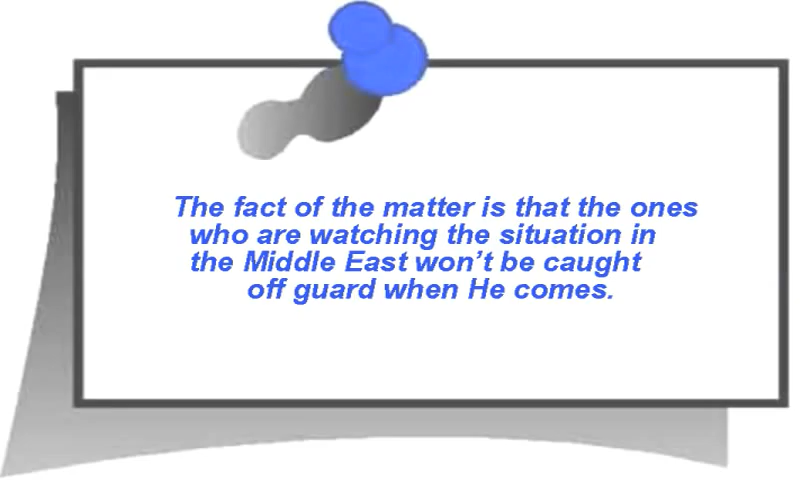 The fact of the matter is that the ones
who are watching the situation in
the Middle East won’t be caught
off guard when He comes.